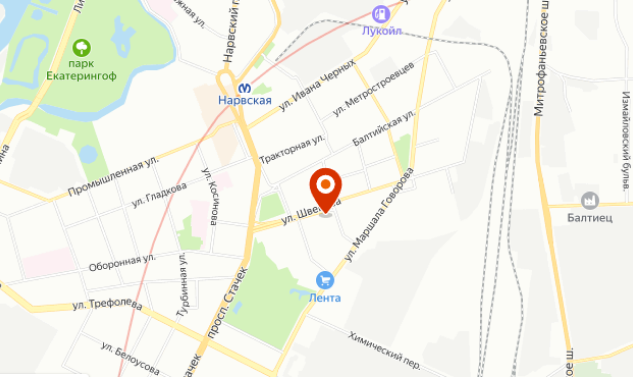 Лукойл
Нарвский п
парк
Екатерингоф
Нарвская
ул. Ивана Черных
ул. Метростроевцев
Митрофаньевское ш.
Измайловский бульв.
Балтийская ул.
Тракторная ул.
Промышленная ул.
ул. Гладкова
ул. Косинова
ул. Маршала Говорова
Балтиец
Оборонная ул.
Турбинная ул.
просп. Стачек
Лента
ул. Трефолева
Химический пер.
ул. Белоусова
ул. Шве